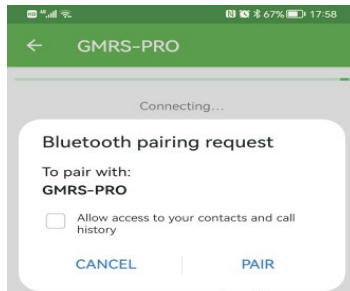 67% 17:58
GMRS-PRO
Connecting...
Bluetooth pairing request
To pair with:
GMRS-PRO
Allow access to your contacts and call
history
CANCEL PAIR